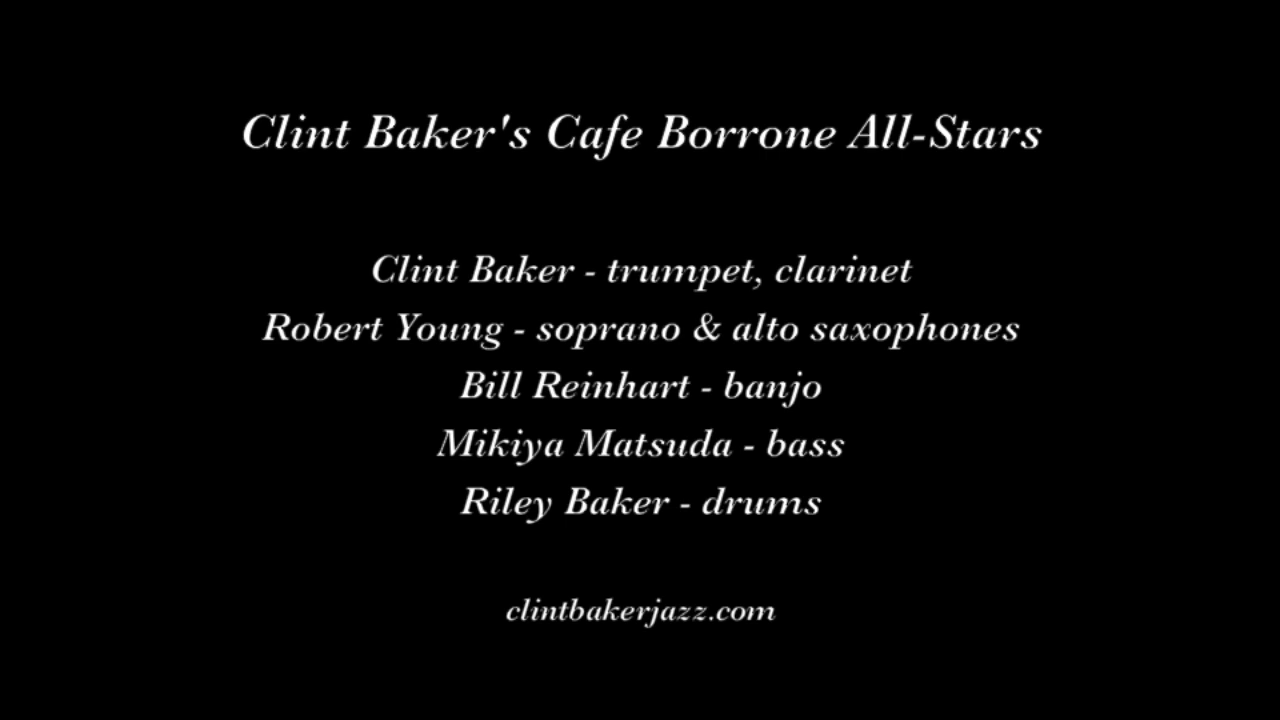 Clint Baker's Cafe Borrone All-Stars
Clint Baker - trumpet, clarinet
Robert Young - soprano & alto saxophones
Bill Reinhart - banjo
Mikiya Matsuda - bass
Riley Baker - drums
clintbakerjazz.com